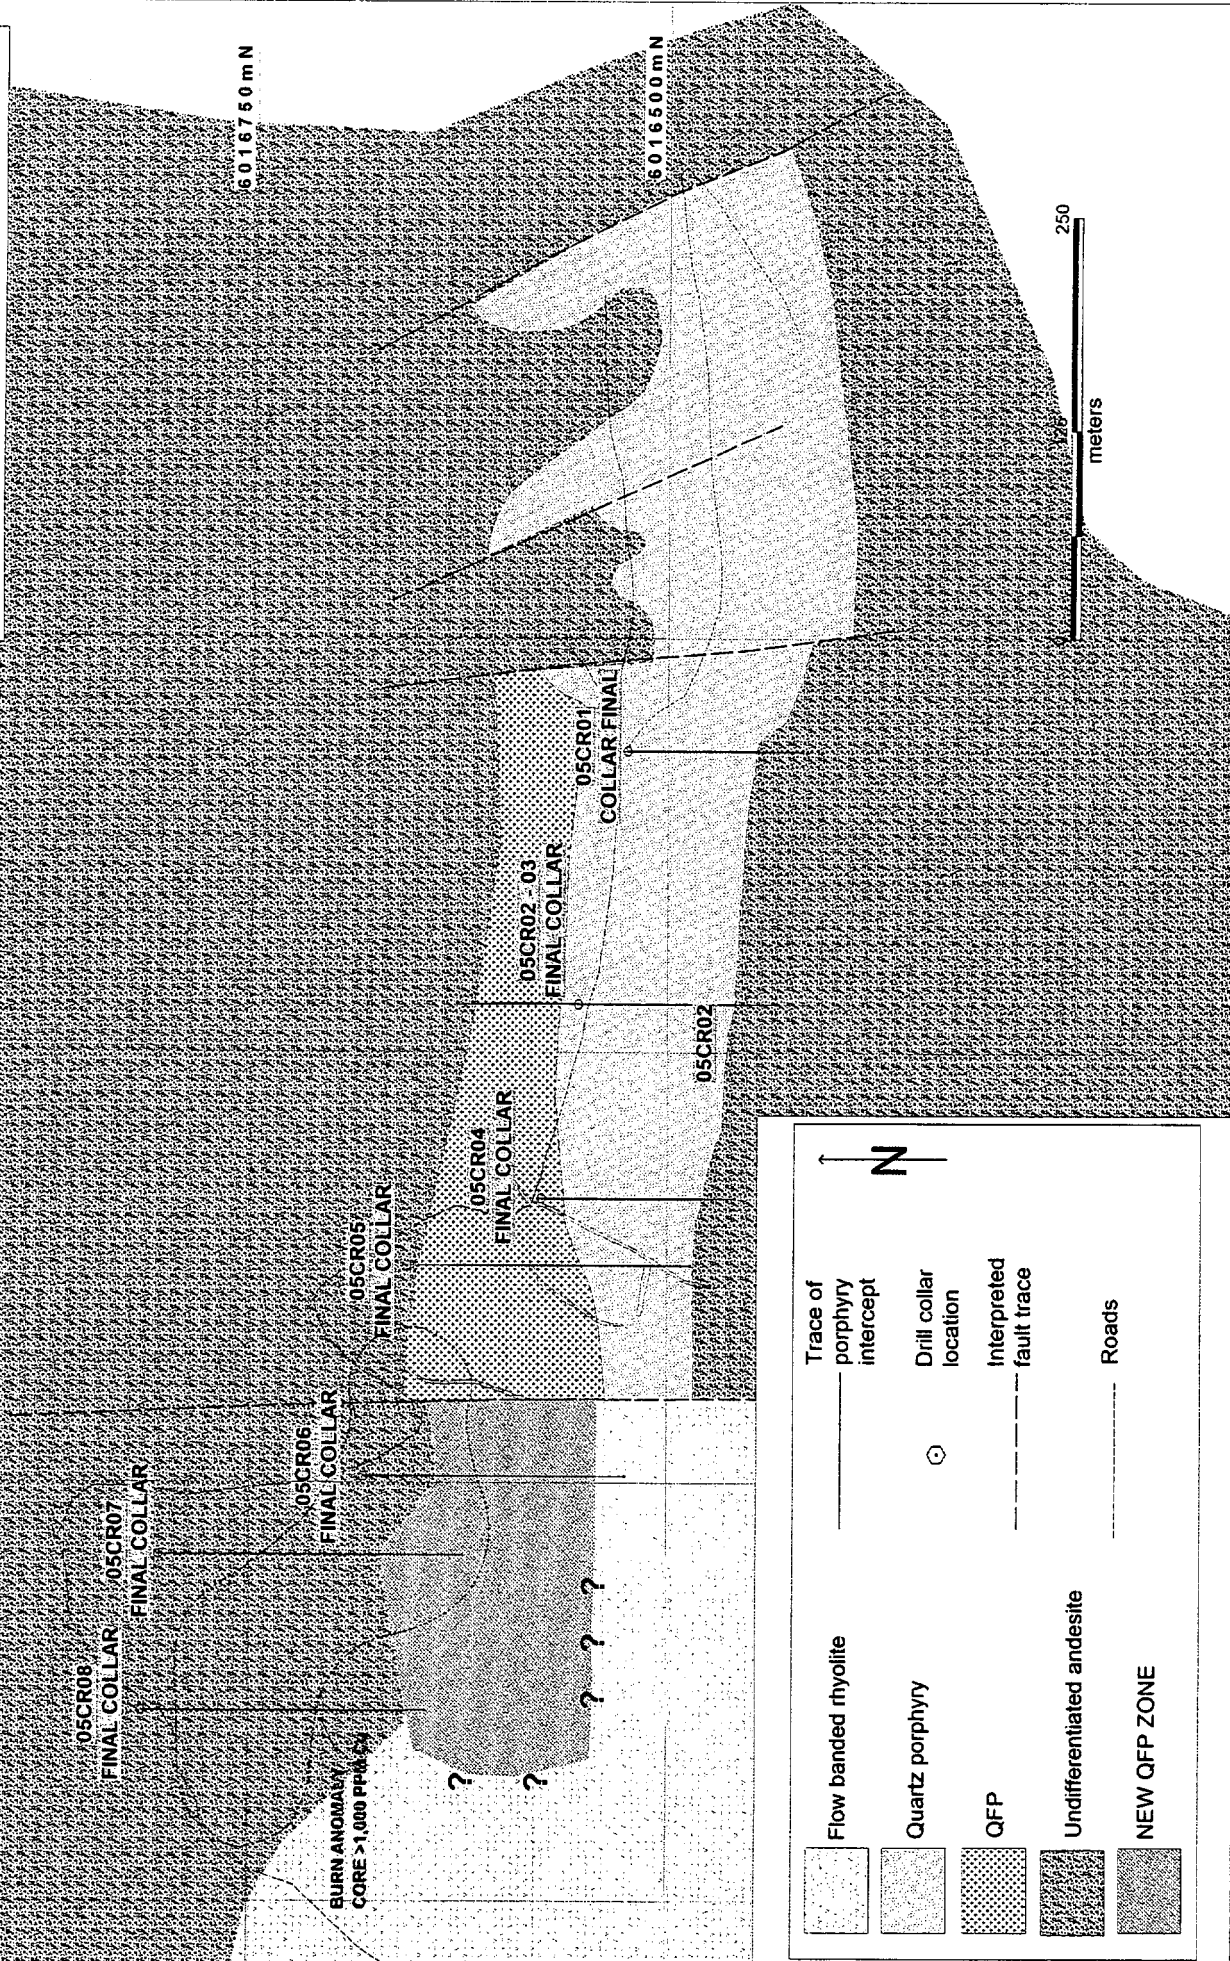 6016750mN
6016500mN
05CR08
FINAL COLLAR
05CR07
FINAL COLLAR
05CR06
FINAL COLLAR
05CR05
FINAL COLLAR
05CR04
FINAL COLLAR
05CR02 03
FINAL COLLAR
05CR01
COLLAR FINAL
05CR02
BURN ANOMALY
CORE >1,000 PPM Cu
?
?
?
?
?
250
meters
Flow banded rhyolite
Quartz porphyry
QFP
Undifferentiated andesite
NEW QFP ZONE
Trace of
porphyry
intercept
Drill collar
location
Interpreted
fault trace
Roads
N